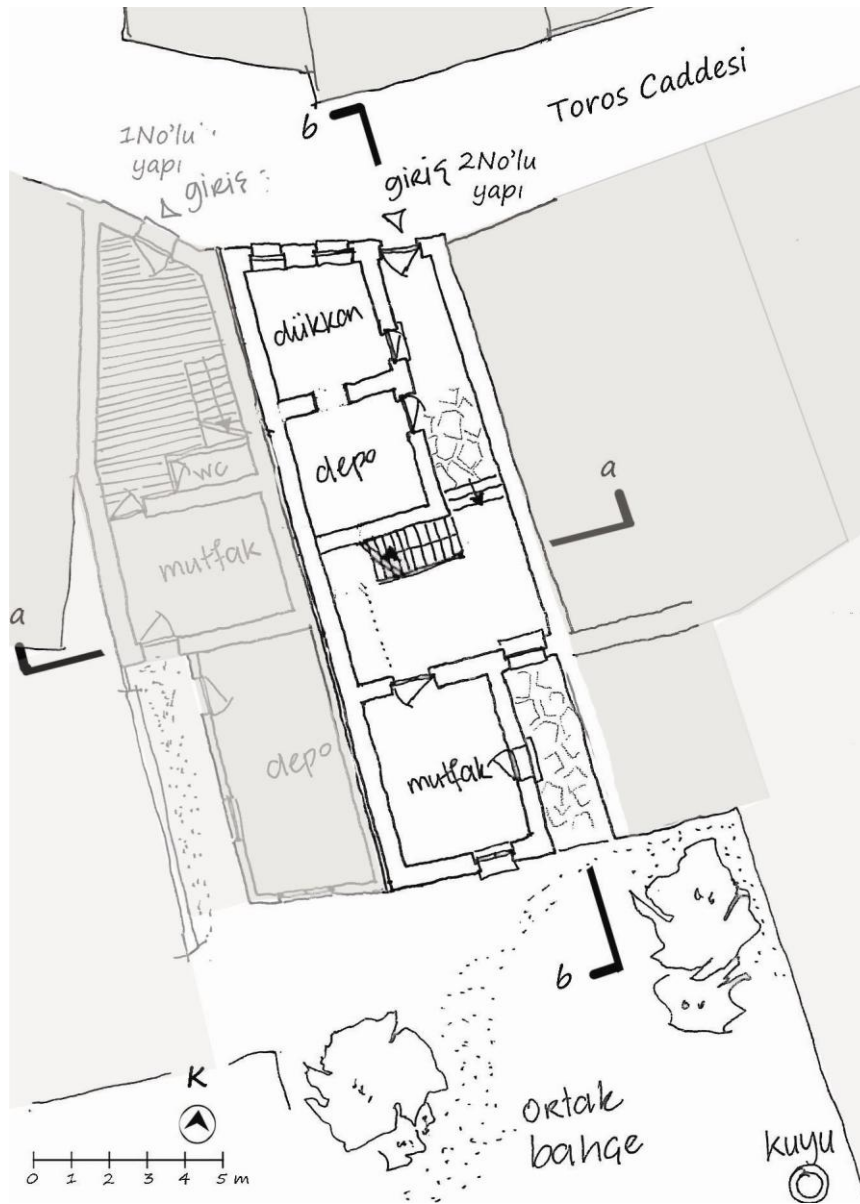 Toros Caddesi
b
1No'lu
yapı
giriş
giriş 2No'lu
yapı
dükkan
a
depo
wc
mutfak
a
depo
mutfak
b
K
Ortak
bahçe
kuyu
0 1 2 3 4 5 m